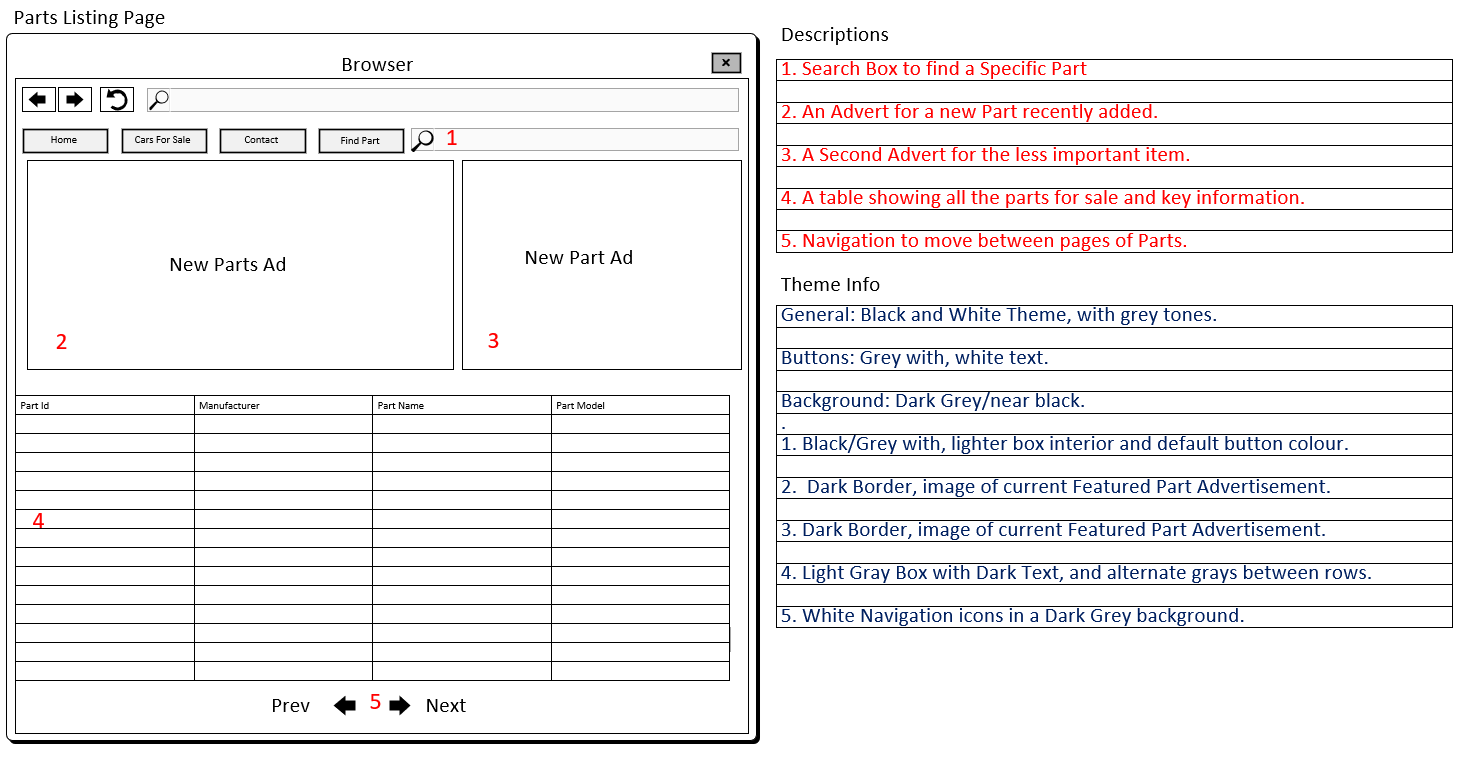 Parts Listing Page
Browser
Home
Cars For Sale
Contact
Find Part
1
New Parts Ad
New Part Ad
2
3
Part Id
Manufacturer
Part Name
Part Model
4
Prev
5
Next
Descriptions
1. Search Box to find a Specific Part
2. An Advert for a new Part recently added.
3. A Second Advert for the less important item.
4. A table showing all the parts for sale and key information.
5. Navigation to move between pages of Parts.
Theme Info
General: Black and White Theme, with grey tones.
Buttons: Grey with, white text.
Background: Dark Grey/near black.
.
1. Black/Grey with, lighter box interior and default button colour.
2.  Dark Border, image of current Featured Part Advertisement.
3. Dark Border, image of current Featured Part Advertisement.
4. Light Gray Box with Dark Text, and alternate grays between rows.
5. White Navigation icons in a Dark Grey background.